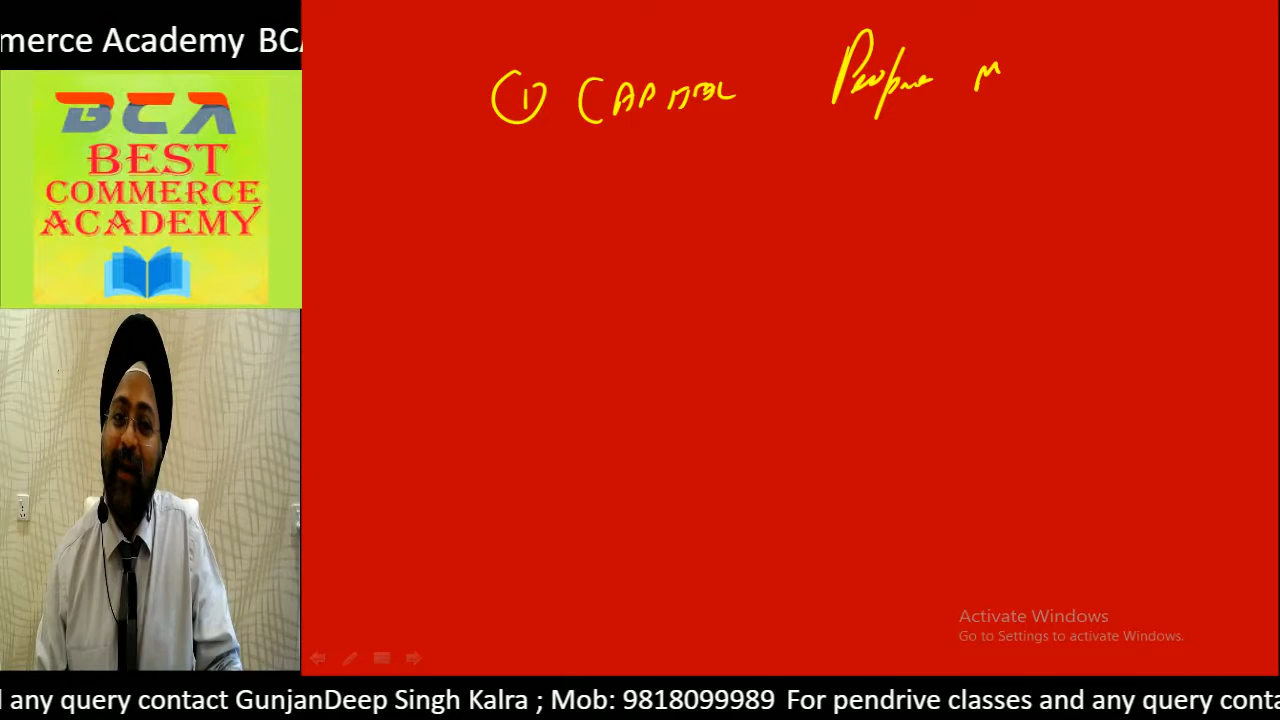 merce Academy BCA
BCA
BEST
COMMERCE
ACADEMY
① CAPITAL
Activate Windows
Go to Settings to activate Windows.
d any query contact GunjanDeep Singh Kalra ; Mob: 9818099989 For pendrive classes and any query conta